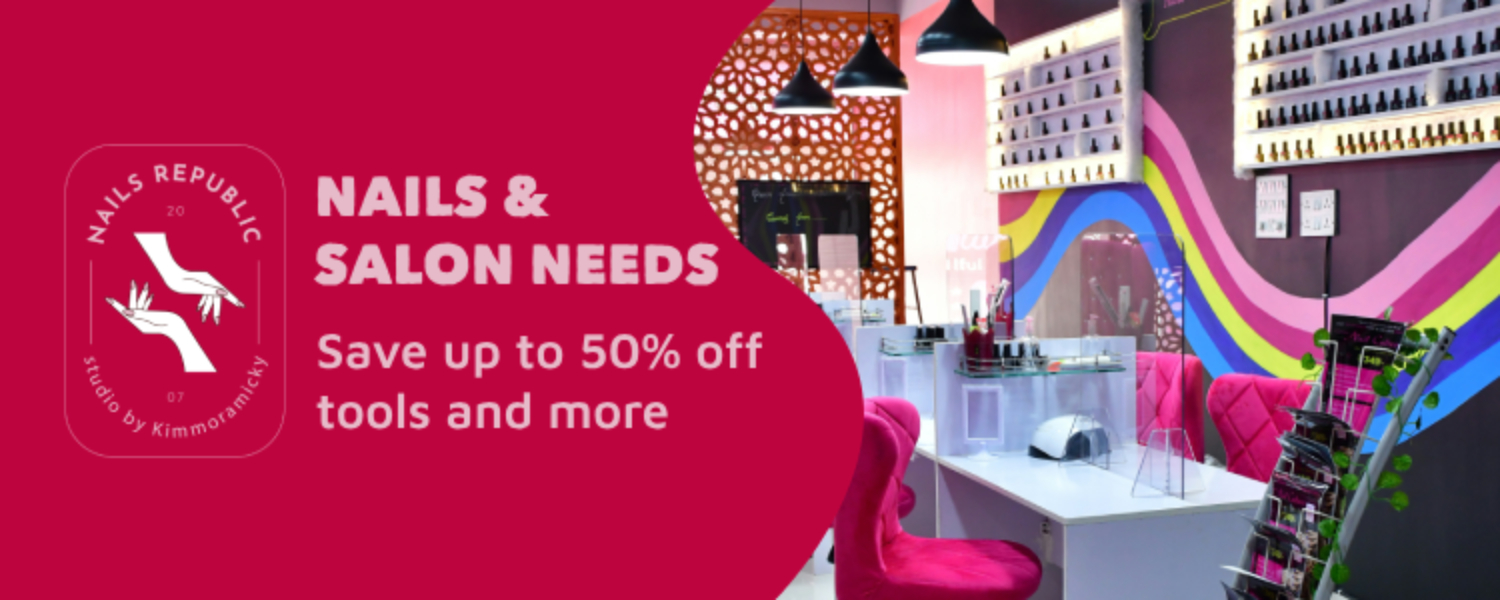 NAILS REPUBLIC
20
07
studio by Kimmoramicky
NAILS &
SALON NEEDS
Save up to 50% off
tools and more